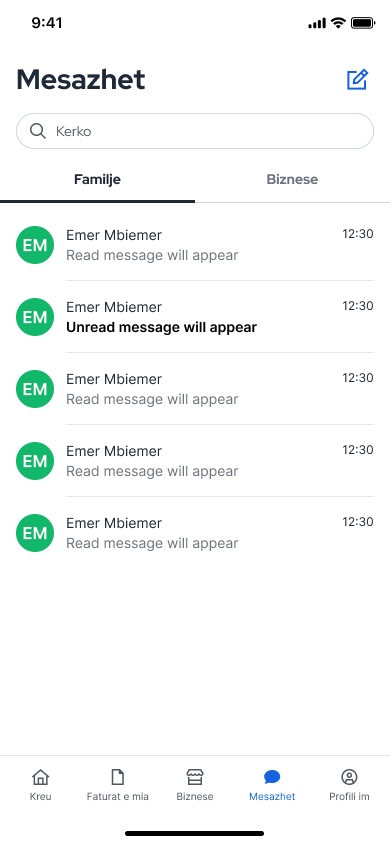 9:41
Mesazhet
Kerko
Familje
Biznese
EM
Emer Mbiemer
12:30
Read message will appear
EM
Emer Mbiemer
12:30
Unread message will appear
EM
Emer Mbiemer
12:30
Read message will appear
EM
Emer Mbiemer
12:30
Read message will appear
EM
Emer Mbiemer
12:30
Read message will appear
Kreu
Faturat e mia
Biznese
Mesazhet
Profili im